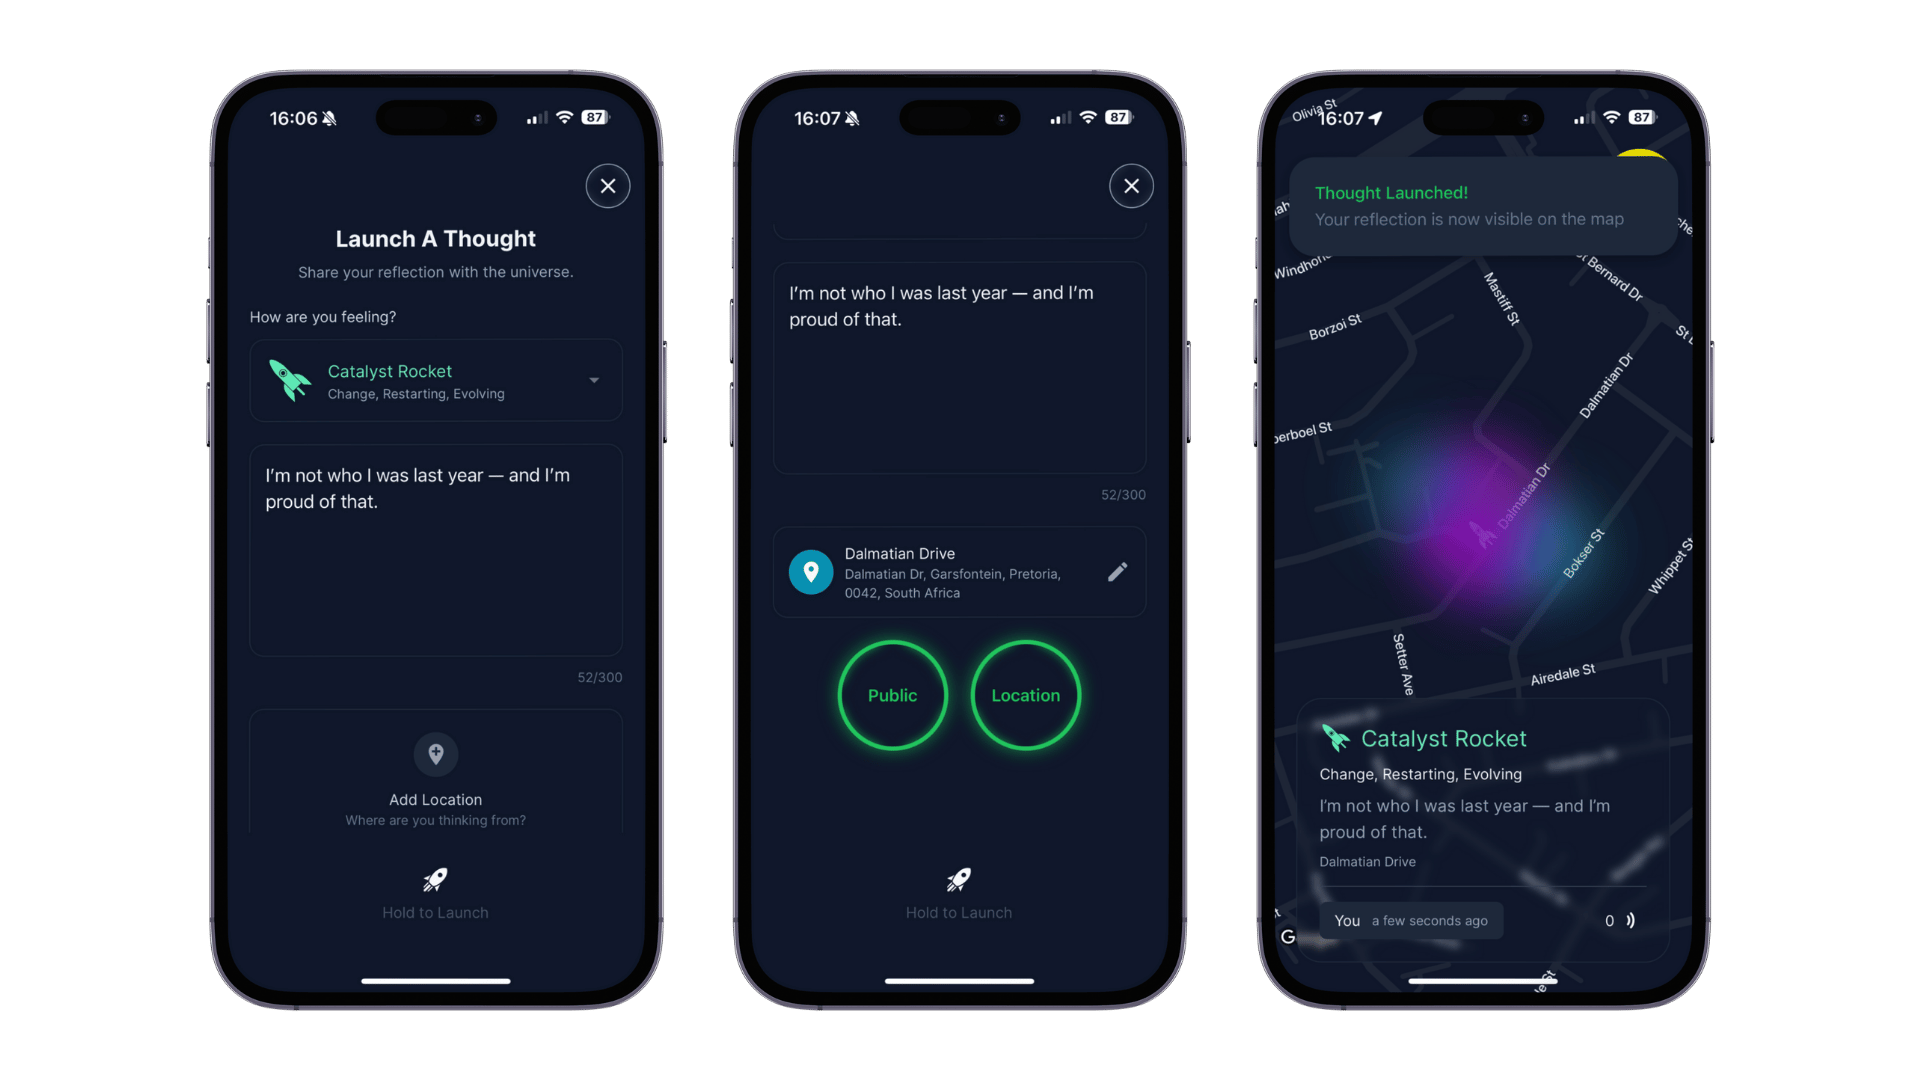 16:06
87
Launch A Thought
Share your reflection with the universe.
How are you feeling?
Catalyst Rocket
Change, Restarting, Evolving
I'm not who I was last year — and I'm
proud of that.
52/300
Add Location
Where are you thinking from?
Hold to Launch
16:07
87
I'm not who I was last year — and I'm
proud of that.
52/300
Dalmatian Drive
Dalmatian Dr, Garsfontein, Pretoria,
0042, South Africa
Public
Location
Hold to Launch
Olivia St
16:07
87
Thought Launched!
Your reflection is now visible on the map
Bernard Dr
Mastiff St
Borzoi St
Dalmatian Dr
Dalmatian Dr
Bokser St
Whippet St
Setter Ave
Airedale St
Catalyst Rocket
Change, Restarting, Evolving
I'm not who I was last year — and I'm
proud of that.
Dalmatian Drive
You a few seconds ago
0
G